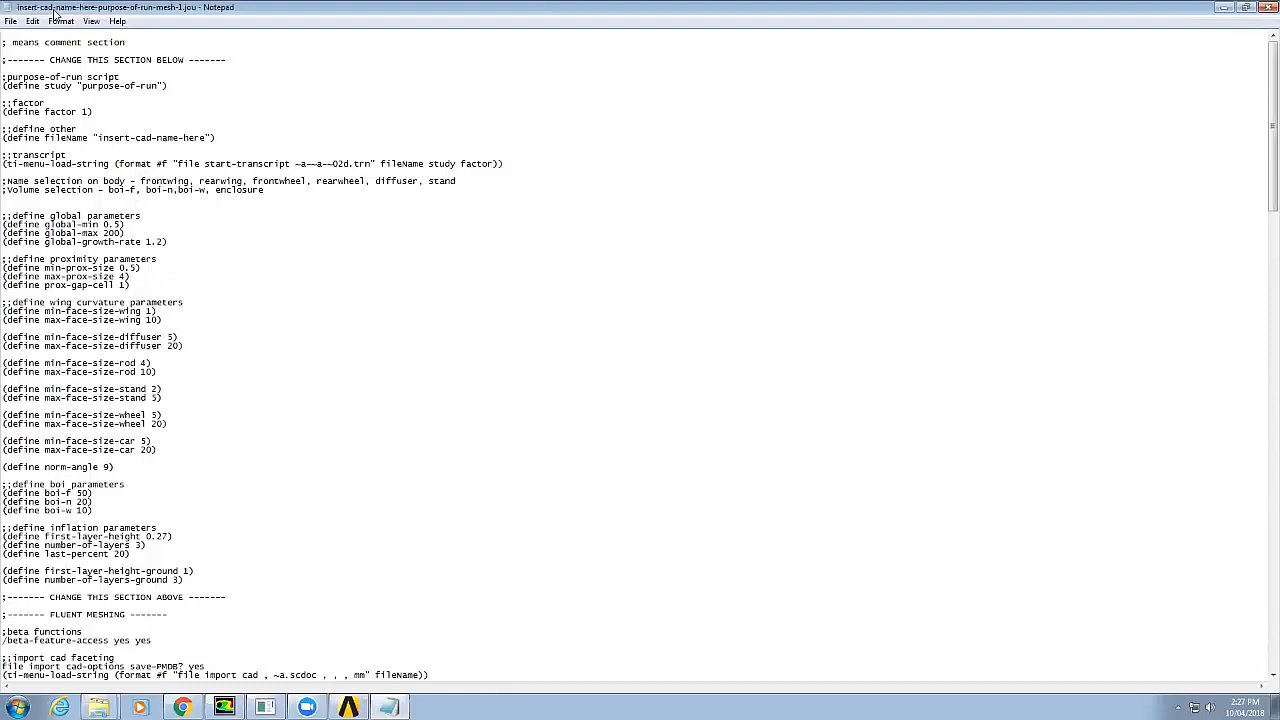 insert-cad-name-here-purpose-of-run-mesh-1.jou - Notepad
File Edit Format View Help
; means comment section
;------- CHANGE THIS SECTION BELOW -------
;purpose-of-run script
(define study "purpose-of-run")
;;factor
(define factor 1)
;;define other
(define fileName "insert-cad-name-here")
;;transcript
(ti-menu-load-string (format #f "file start-transcript ~a~~a~~02d.trn" fileName study factor))
;Name selection on body - frontwing, rearwing, frontwheel, rearwheel, diffuser, stand
;Volume selection - boi-f, boi-n,boi-w, enclosure
;;define global parameters
(define global-min 0.5)
(define global-max 200)
(define global-growth-rate 1.2)
;;define proximity parameters
(define min-prox-size 0.5)
(define max-prox-size 4)
(define prox-gap-cell 1)
;;define wing curvature parameters
(define min-face-size-wing 1)
(define max-face-size-wing 10)
(define min-face-size-diffuser 5)
(define max-face-size-diffuser 20)
(define min-face-size-rod 4)
(define max-face-size-rod 10)
(define min-face-size-stand 2)
(define max-face-size-stand 5)
(define min-face-size-wheel 5)
(define max-face-size-wheel 20)
(define min-face-size-car 5)
(define max-face-size-car 20)
(define norm-angle 9)
;;define boi parameters
(define boi-f 50)
(define boi-n 20)
(define boi-w 10)
;;define inflation parameters
(define first-layer-height 0.27)
(define number-of-layers 3)
(define last-percent 20)
(define first-layer-height-ground 1)
(define number-of-layers-ground 3)
;------- CHANGE THIS SECTION ABOVE -------
;------- FLUENT MESHING -------
;beta functions
/beta-feature-access yes yes
;;import cad faceting
file import cad-options save-PMDB? yes
(ti-menu-load-string (format #f "file import cad , ~a.scdoc , , , mm" fileName))
2:27 PM
10/04/2018